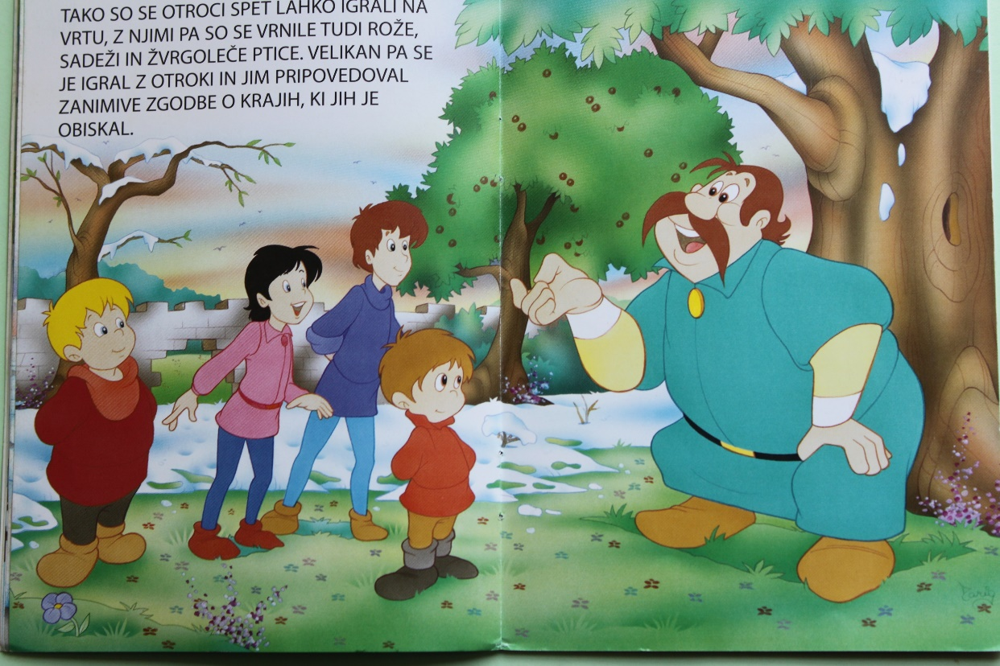 TAKO SO SE OTROCI SPET LAHKO IGRALI NA
VRTU, Z NJIMI PA SO SE VRNILE TUDI ROŽE,
SADEŽI IN ŽVRGOLEČE PTICE. VELIKAN PA SE
JE IGRAL Z OTROKI IN JIM PRIPOVEDOVAL
ZANIMIVE ZGODBE O KRAJIH, KI JIH JE
OBISKAL.